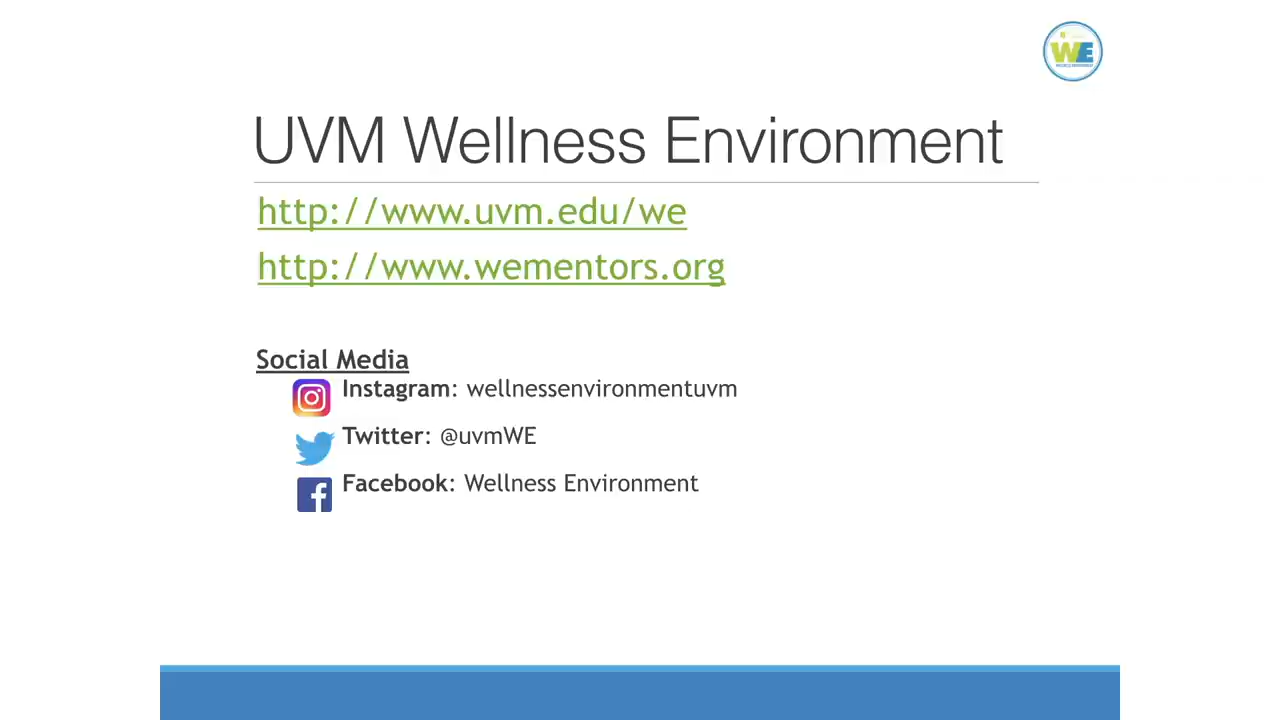 WE
UVM Wellness Environment
http://www.uvm.edu/we
http://www.wementors.org
Social Media
Instagram: wellnessenvironmentuvm
Twitter: @uvmWE
Facebook: Wellness Environment